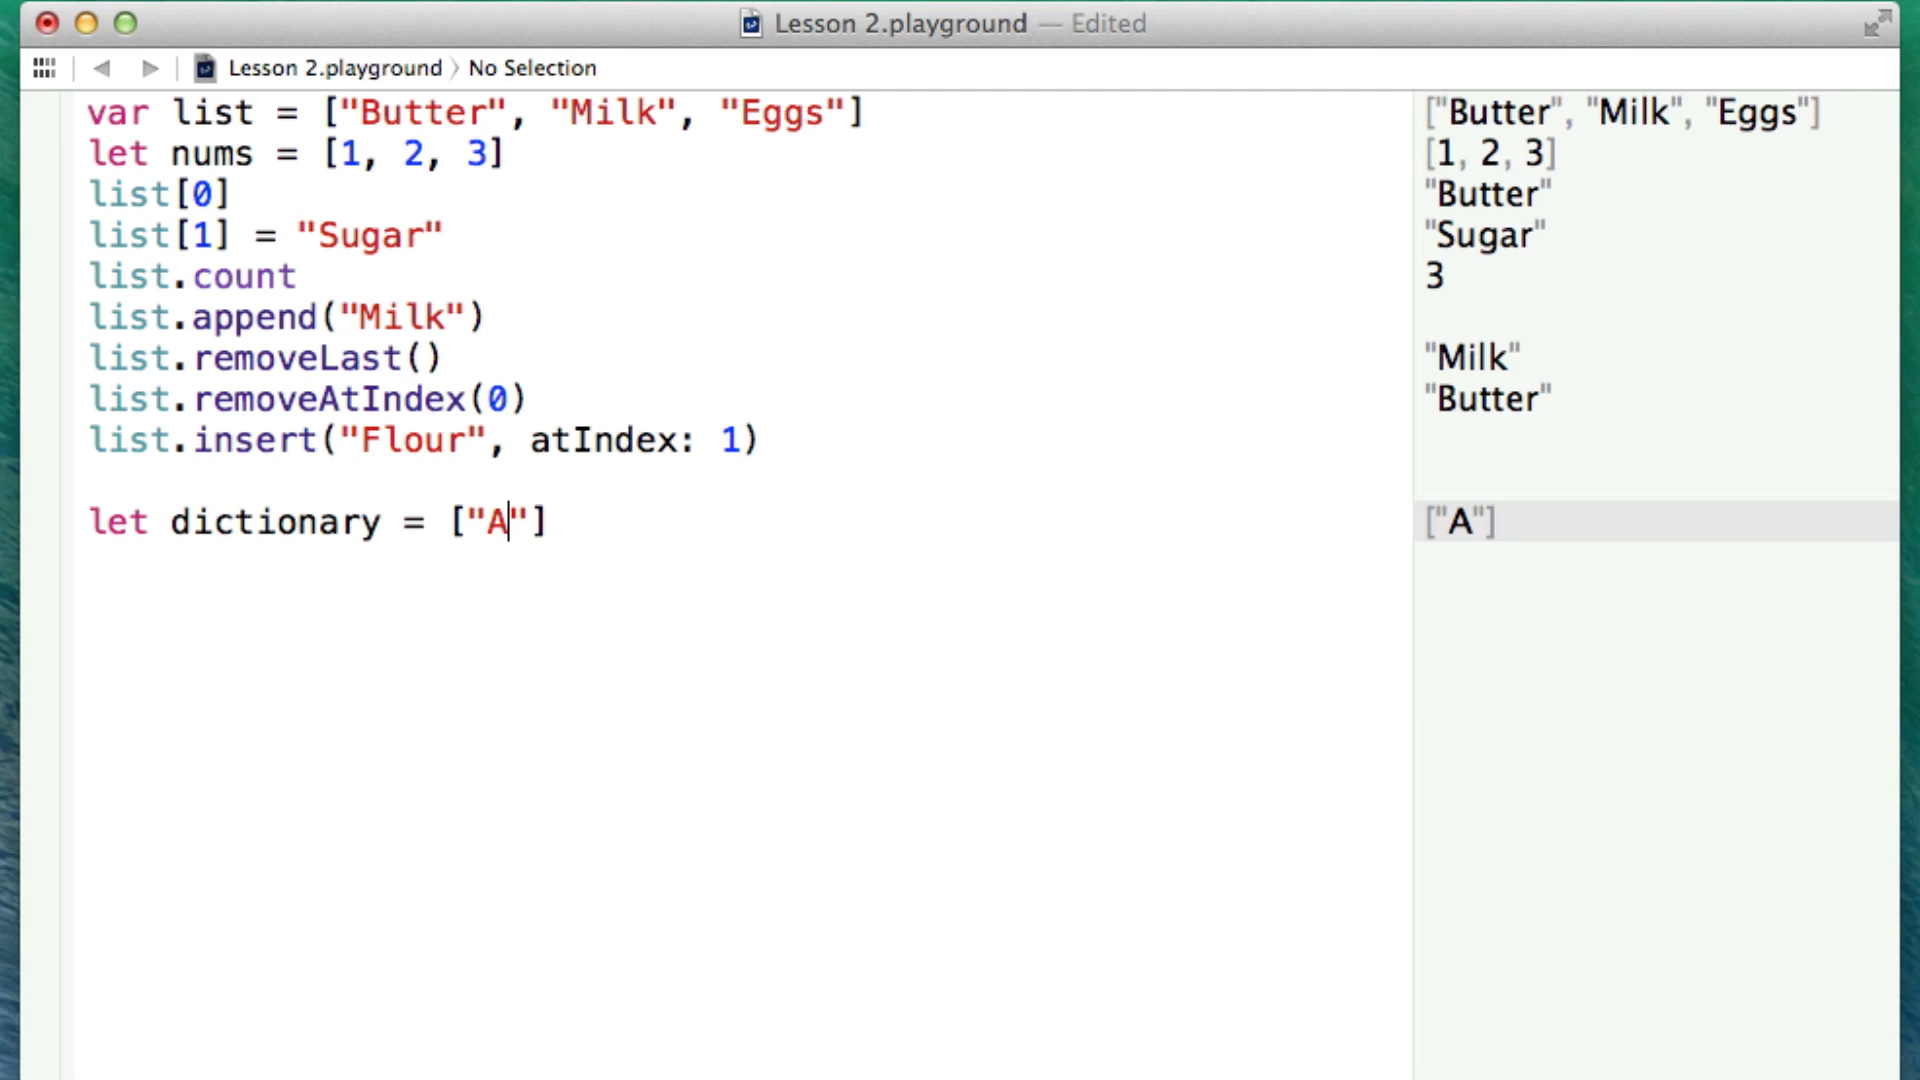 Lesson 2.playground — Edited
Lesson 2.playground 〉 No Selection
var list = ["Butter", "Milk", "Eggs"]
["Butter", "Milk", "Eggs"]
let nums = [1, 2, 3]
[1, 2, 3]
list[0]
"Butter"
list[1] = "Sugar"
"Sugar"
list.count
3
list.append("Milk")
list.removeLast()
"Milk"
list.removeAtIndex(0)
"Butter"
list.insert("Flour", atIndex: 1)
let dictionary = ["A"]
["A"]